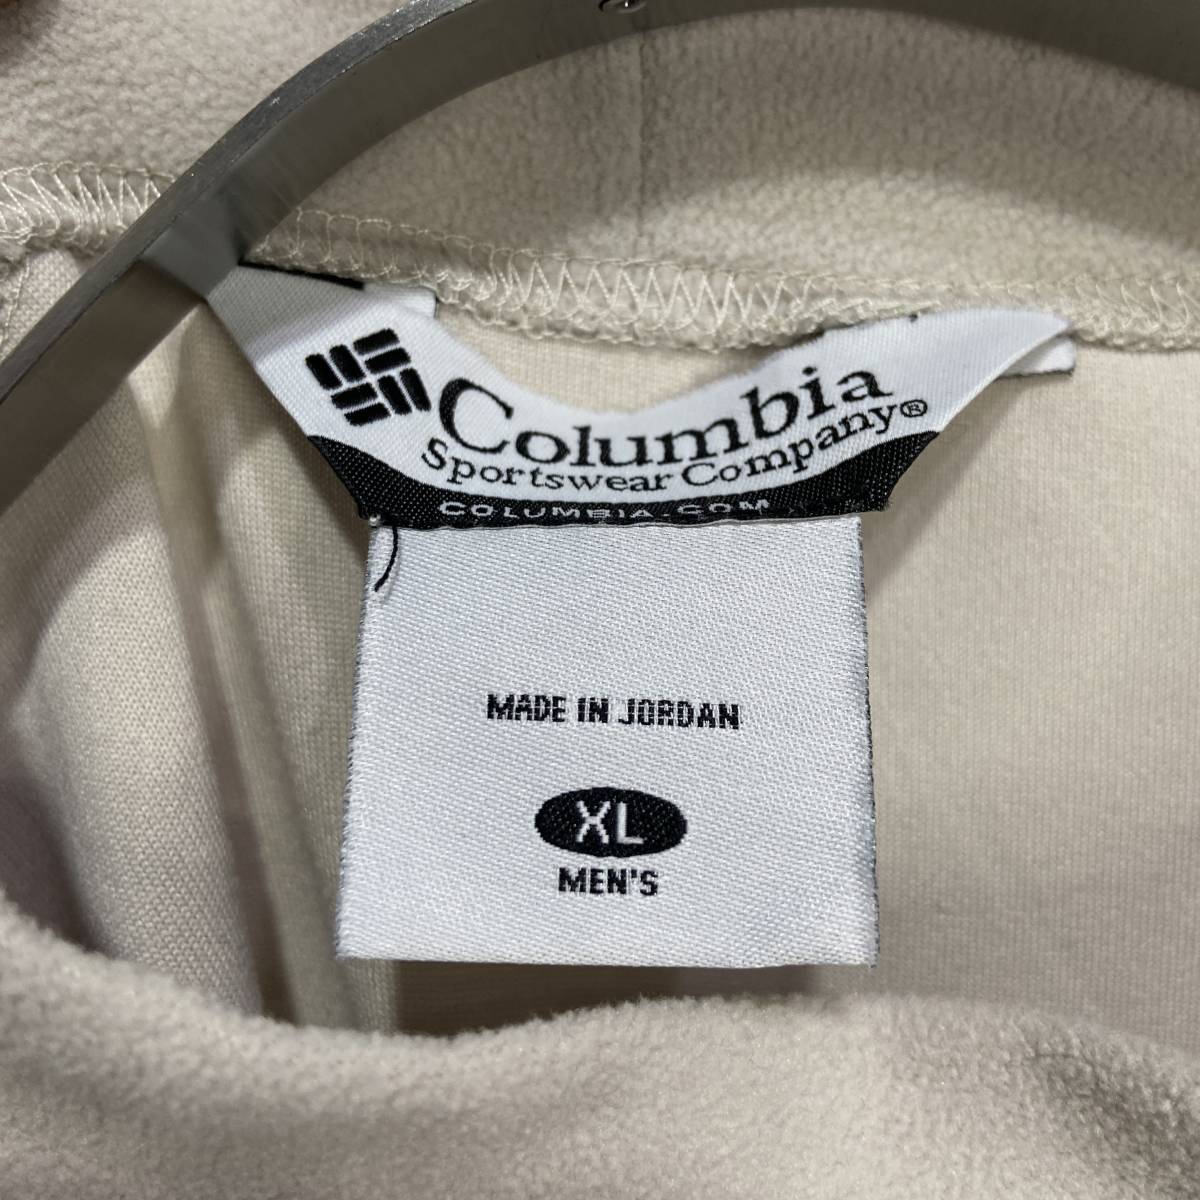 Columbia
Sportswear Company®
COLUMBIA.COM
MADE IN JORDAN
XL
MEN'S